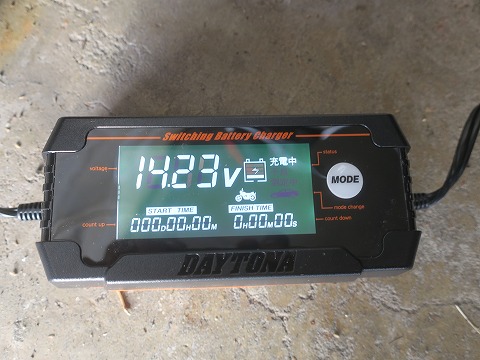 Switching Battery Charger
voltage
14.23V
充電中
status
MODE
mode change
START TIME
FINISH TIME
count up
000D00H00M
0H00M00S
count down
DAYTONA